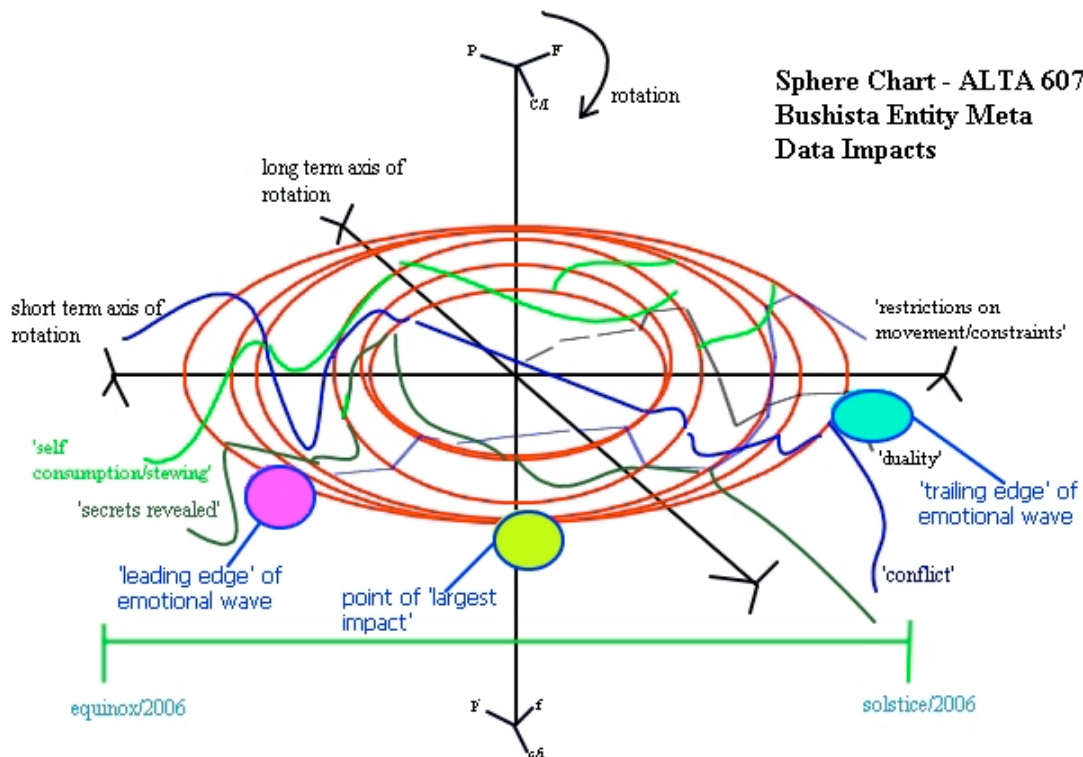 P
F
C/I
rotation
Sphere Chart - ALTA 607
Bushista Entity Meta
Data Impacts
long term axis of
rotation
short term axis of
rotation
'restrictions on
movement/constraints'
'self
consumption/stewing'
'secrets revealed'
'duality'
'trailing edge' of
emotional wave
'leading edge' of
emotional wave
point of 'largest
impact'
'conflict'
equinox/2006
solstice/2006
P
f
c/i